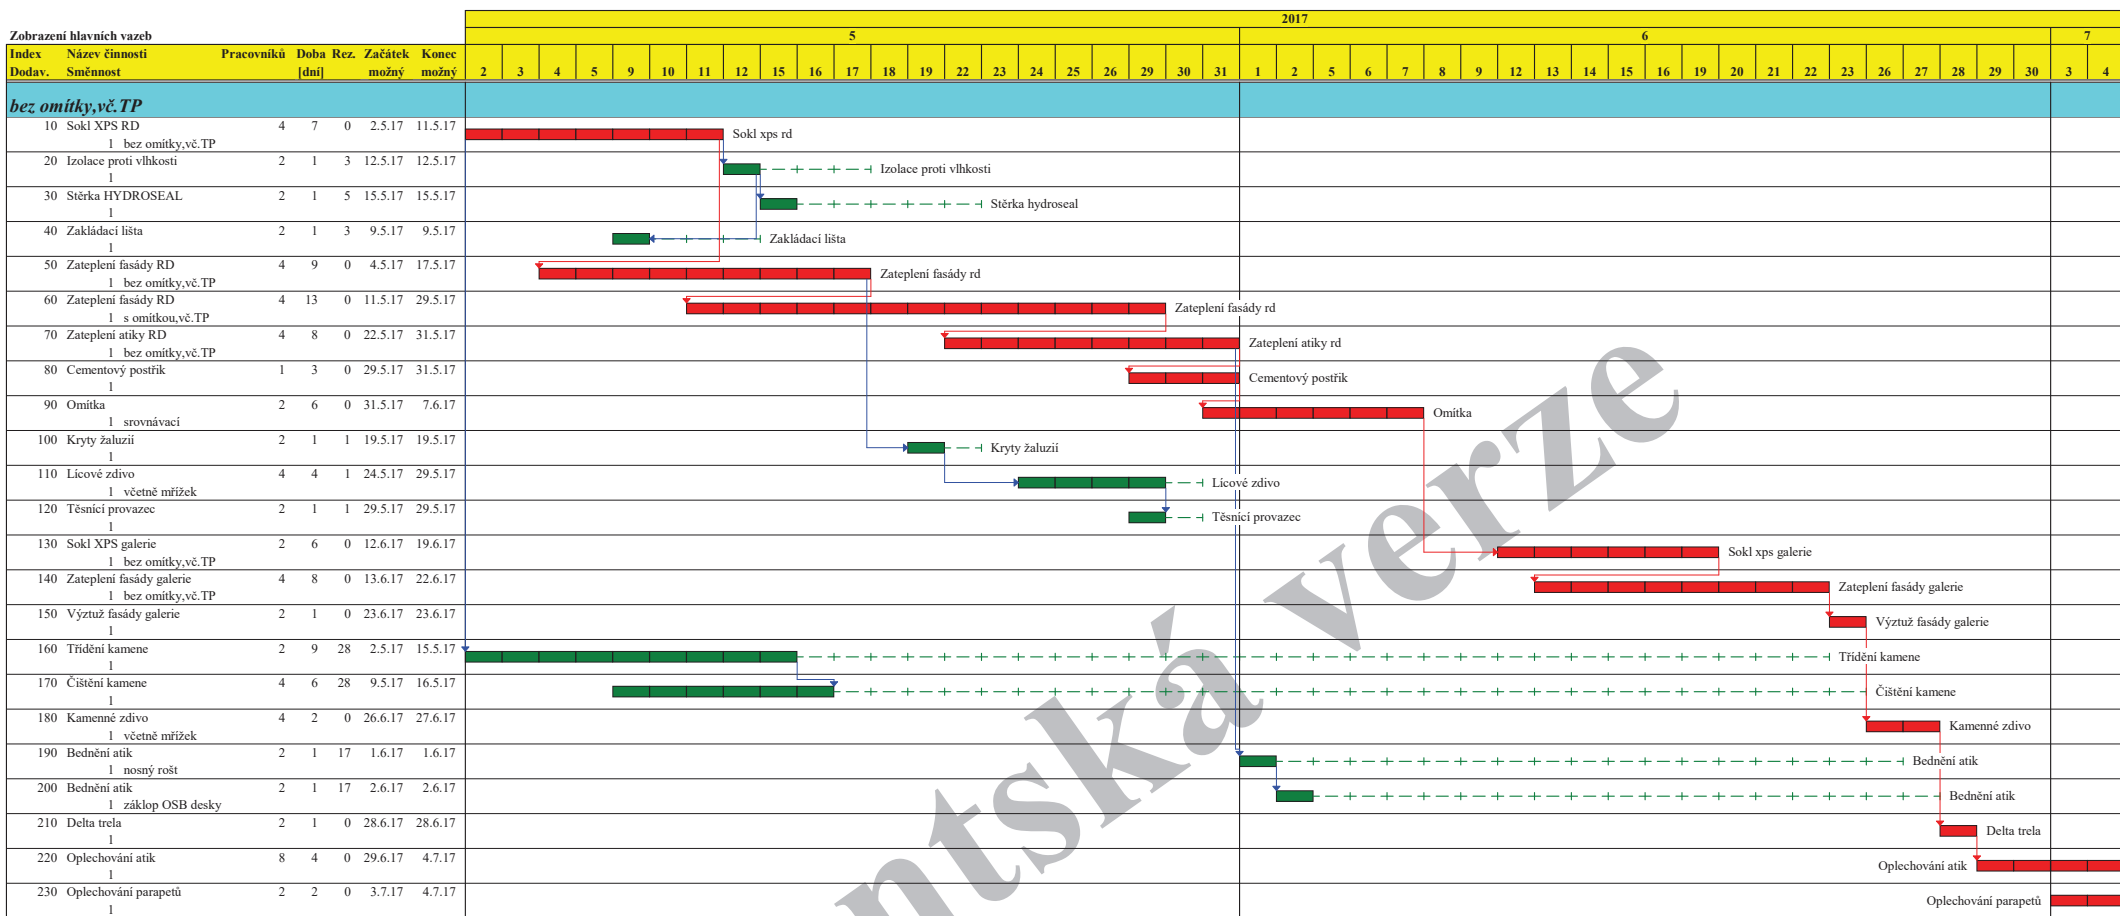 2017
Zobrazení hlavních vazeb 5 6 7
Index Název činnosti Pracovníků Doba Rez. Začátek Konec
Dodav. Směnnost [dní] možný možný 2 3 4 5 9 10 11 12 15 16 17 18 19 22 23 24 25 26 29 30 31 1 2 5 6 7 8 9 12 13 14 15 16 19 20 21 22 23 26 27 28 29 30 3 4
bez omítky,vč.TP
10 Sokl XPS RD 4 7 0 2.5.17 11.5.17 Sokl xps rd
1 bez omítky,vč.TP
20 Izolace proti vlhkosti 2 1 3 12.5.17 12.5.17 Izolace proti vlhkosti
1
30 Stěrka HYDROSEAL 2 1 5 15.5.17 15.5.17 Stěrka hydroseal
1
40 Zakládací lišta 2 1 3 9.5.17 9.5.17 Zakládací lišta
1
50 Zateplení fasády RD 4 9 0 4.5.17 17.5.17 Zateplení fasády rd
1 bez omítky,vč.TP
60 Zateplení fasády RD 4 13 0 11.5.17 29.5.17 Zateplení fasády rd
1 s omítkou,vč.TP
70 Zateplení atiky RD 4 8 0 22.5.17 31.5.17 Zateplení atiky rd
1 bez omítky,vč.TP
80 Cementový postřik 1 3 0 29.5.17 31.5.17 Cementový postřik
1
90 Omítka 2 6 0 31.5.17 7.6.17 Omítka
1 srovnávací
100 Kryty žaluzií 2 1 1 19.5.17 19.5.17 Kryty žaluzií
1
110 Lícové zdivo 4 4 1 24.5.17 29.5.17 Lícové zdivo
1 včetně mřížek
120 Těsnící provazec 2 1 1 29.5.17 29.5.17 Těsnící provazec
1
130 Sokl XPS galerie 2 6 0 12.6.17 19.6.17 Sokl xps galerie
1 bez omítky,vč.TP
140 Zateplení fasády galerie 4 8 0 13.6.17 22.6.17 Zateplení fasády galerie
1 bez omítky,vč.TP
150 Výztuž fasády galerie 2 1 0 23.6.17 23.6.17 Výztuž fasády galerie
1
160 Třídění kamene 2 9 28 2.5.17 15.5.17 Třídění kamene
1
170 Čištění kamene 4 6 28 9.5.17 16.5.17 Čištění kamene
1
180 Kamenné zdivo 4 2 0 26.6.17 27.6.17 Kamenné zdivo
1 včetně mřížek
190 Bednění atik 2 1 17 1.6.17 1.6.17 Bednění atik
1 nosný rošt
200 Bednění atik 2 1 17 2.6.17 2.6.17 Bednění atik
1 záklop OSB desky
210 Delta trela 2 1 0 28.6.17 28.6.17 Delta trela
1
220 Oplechování atik 8 4 0 29.6.17 4.7.17 Oplechování atik
1
230 Oplechování parapetů 2 2 0 3.7.17 4.7.17 Oplechování parapetů
1
ntská verze